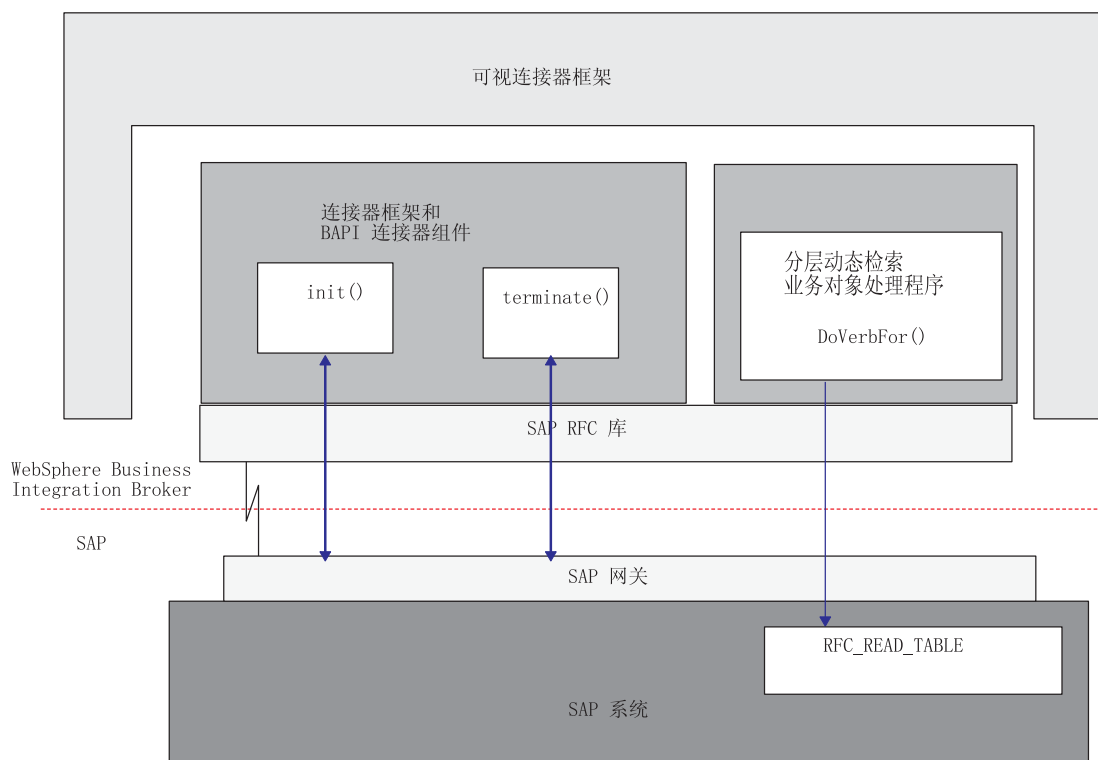 可视连接器框架
连接器框架和
BAPI 连接器组件
init()
terminate()
分层动态检索
业务对象处理程序
DoVerbFor()
SAP RFC 库
WebSphere Business
Integration Broker
SAP
SAP 网关
RFC_READ_TABLE
SAP 系统